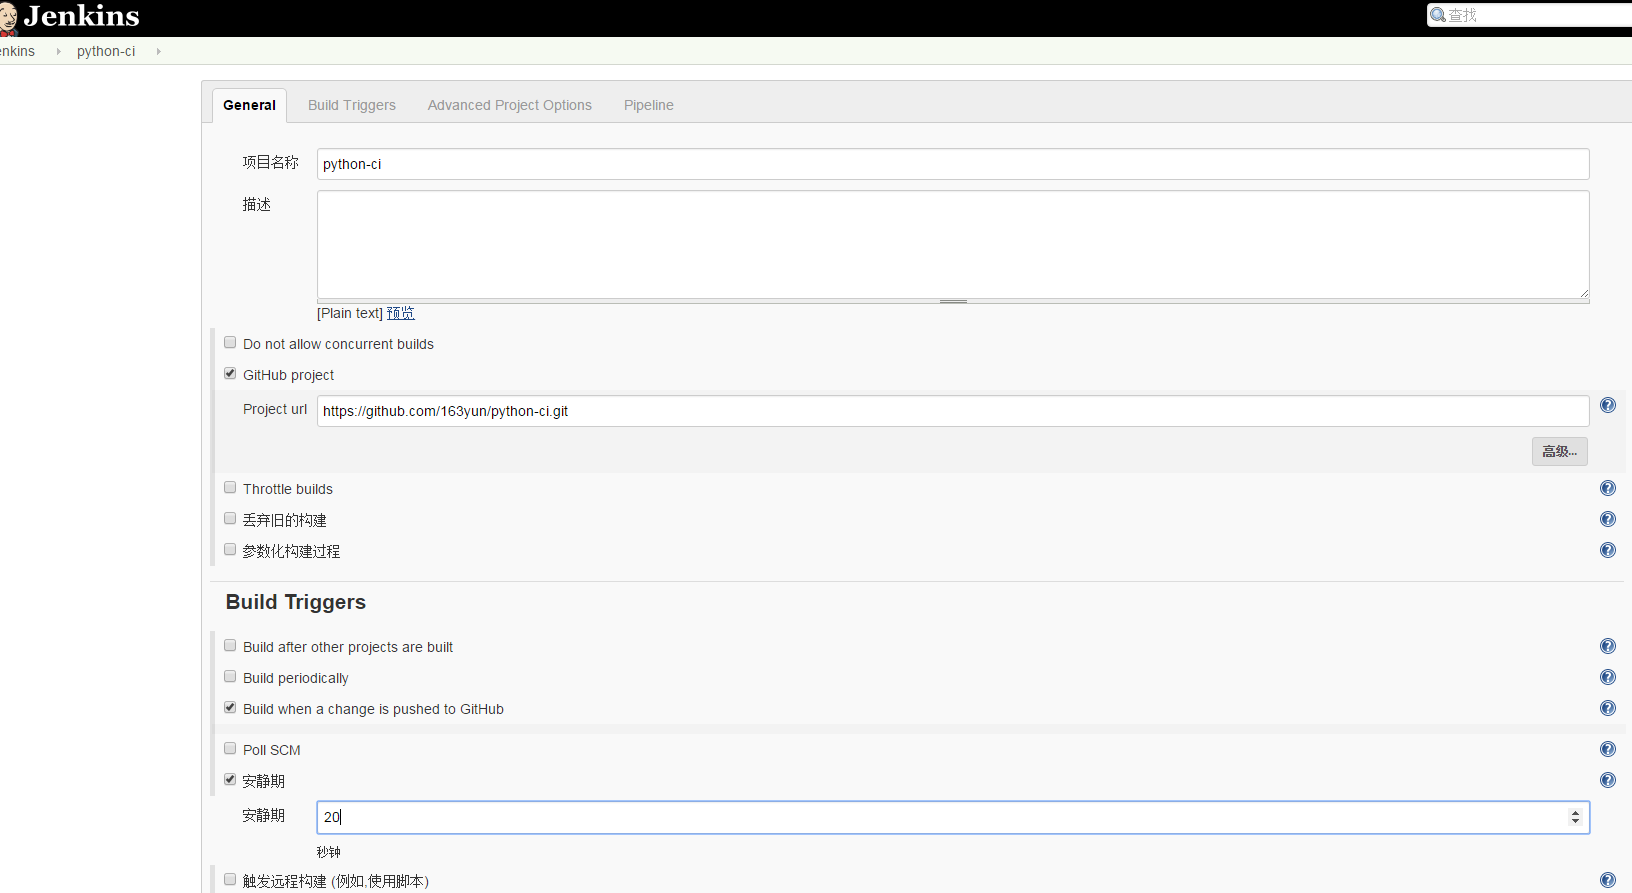 Jenkins
查找
enkins
python-ci
General
Build Triggers
Advanced Project Options
Pipeline
项目名称
python-ci
描述
[Plain text] 预览
Do not allow concurrent builds
GitHub project
Project url
https://github.com/163yun/python-ci.git
高级...
Throttle builds
丢弃旧的构建
参数化构建过程
Build Triggers
Build after other projects are built
Build periodically
Build when a change is pushed to GitHub
Poll SCM
安静期
安静期
20
秒钟
触发远程构建 (例如,使用脚本)